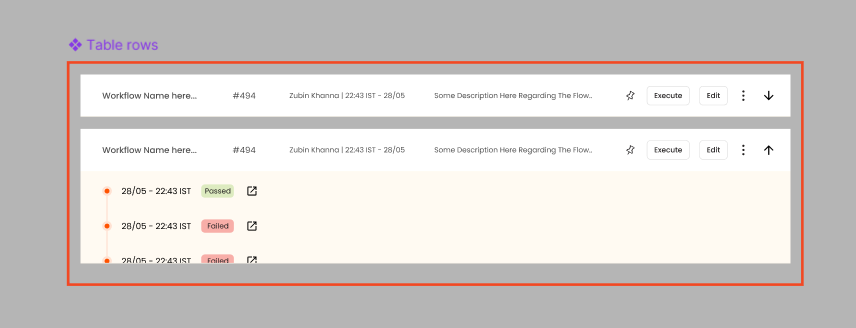 Table rows
Workflow Name here... #494 Zubin Khanna | 22:43 IST - 28/05 Some Description Here Regarding The Flow.. Execute Edit
Workflow Name here... #494 Zubin Khanna | 22:43 IST - 28/05 Some Description Here Regarding The Flow.. Execute Edit
28/05 - 22:43 IST Passed
28/05 - 22:43 IST Failed
28/05 - 22:43 IST Failed